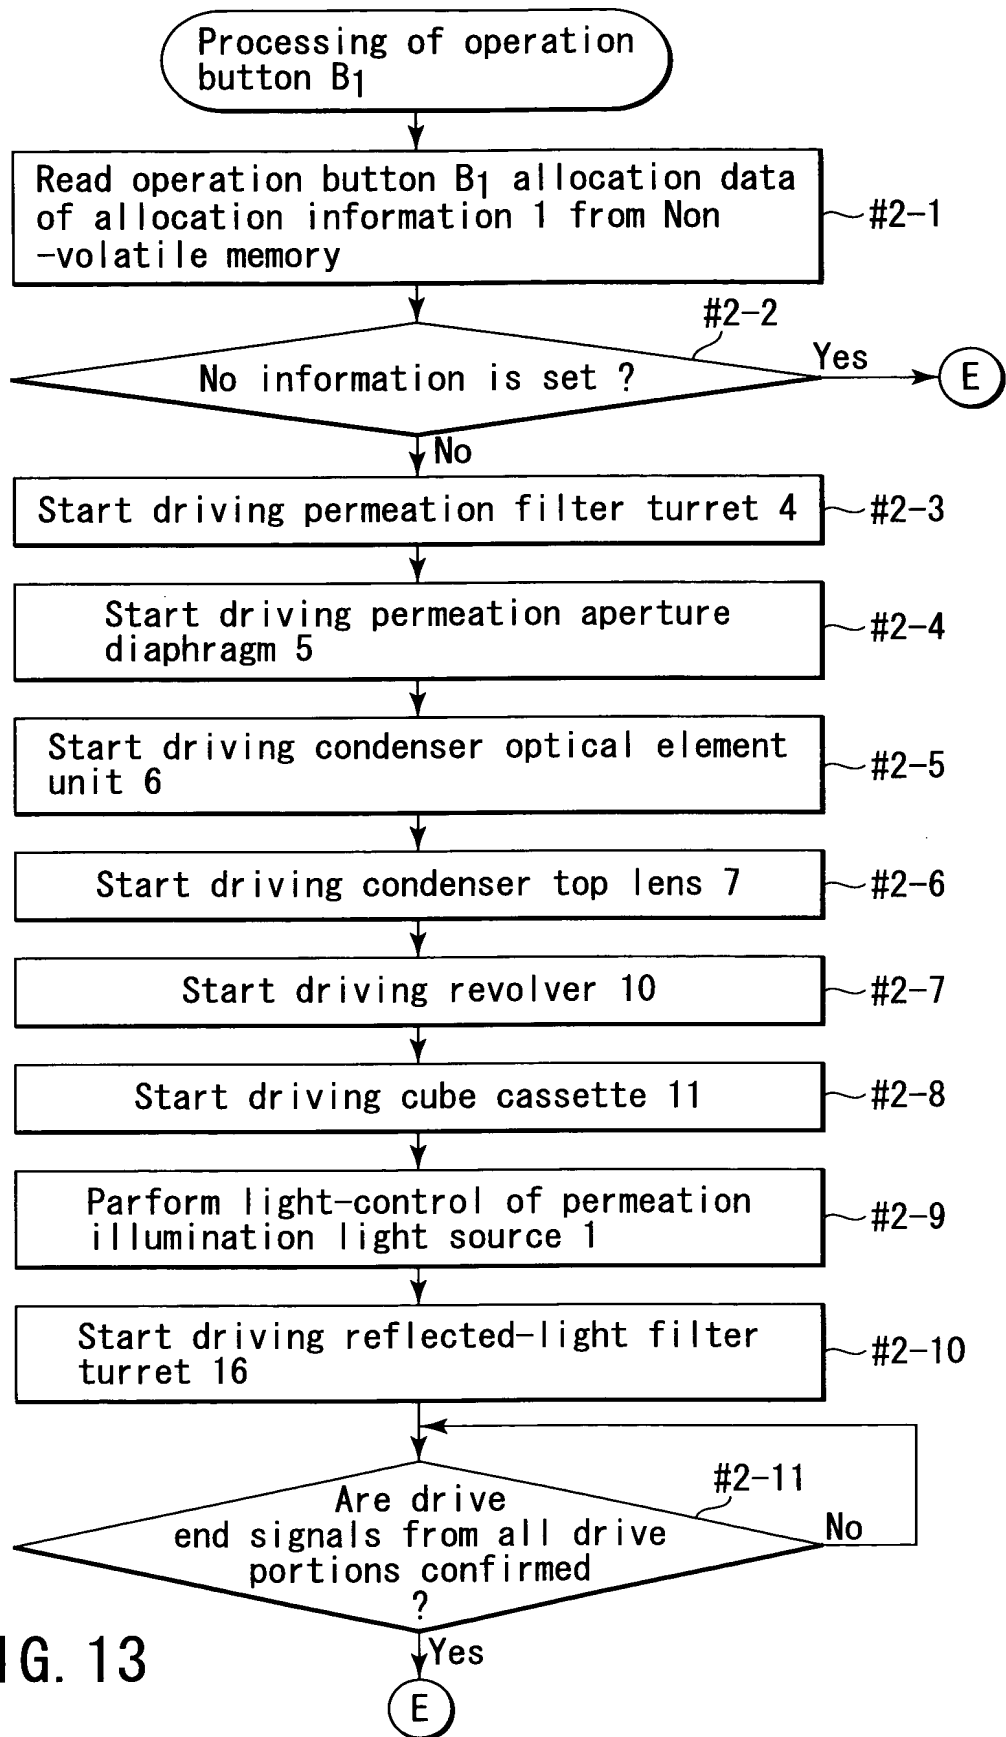 Processing of operation
button B1
Read operation button B1 allocation data
of allocation information 1 from Non
-volatile memory
#2-1
#2-2
No information is set ?
Yes
E
No
Start driving permeation filter turret 4
#2-3
Start driving permeation aperture
diaphragm 5
#2-4
Start driving condenser optical element
unit 6
#2-5
Start driving condenser top lens 7
#2-6
Start driving revolver 10
#2-7
Start driving cube cassette 11
#2-8
Parform light-control of permeation
illumination light source 1
#2-9
Start driving reflected-light filter
turret 16
#2-10
#2-11
Are drive
end signals from all drive
portions confirmed
?
No
Yes
E
IG. 13